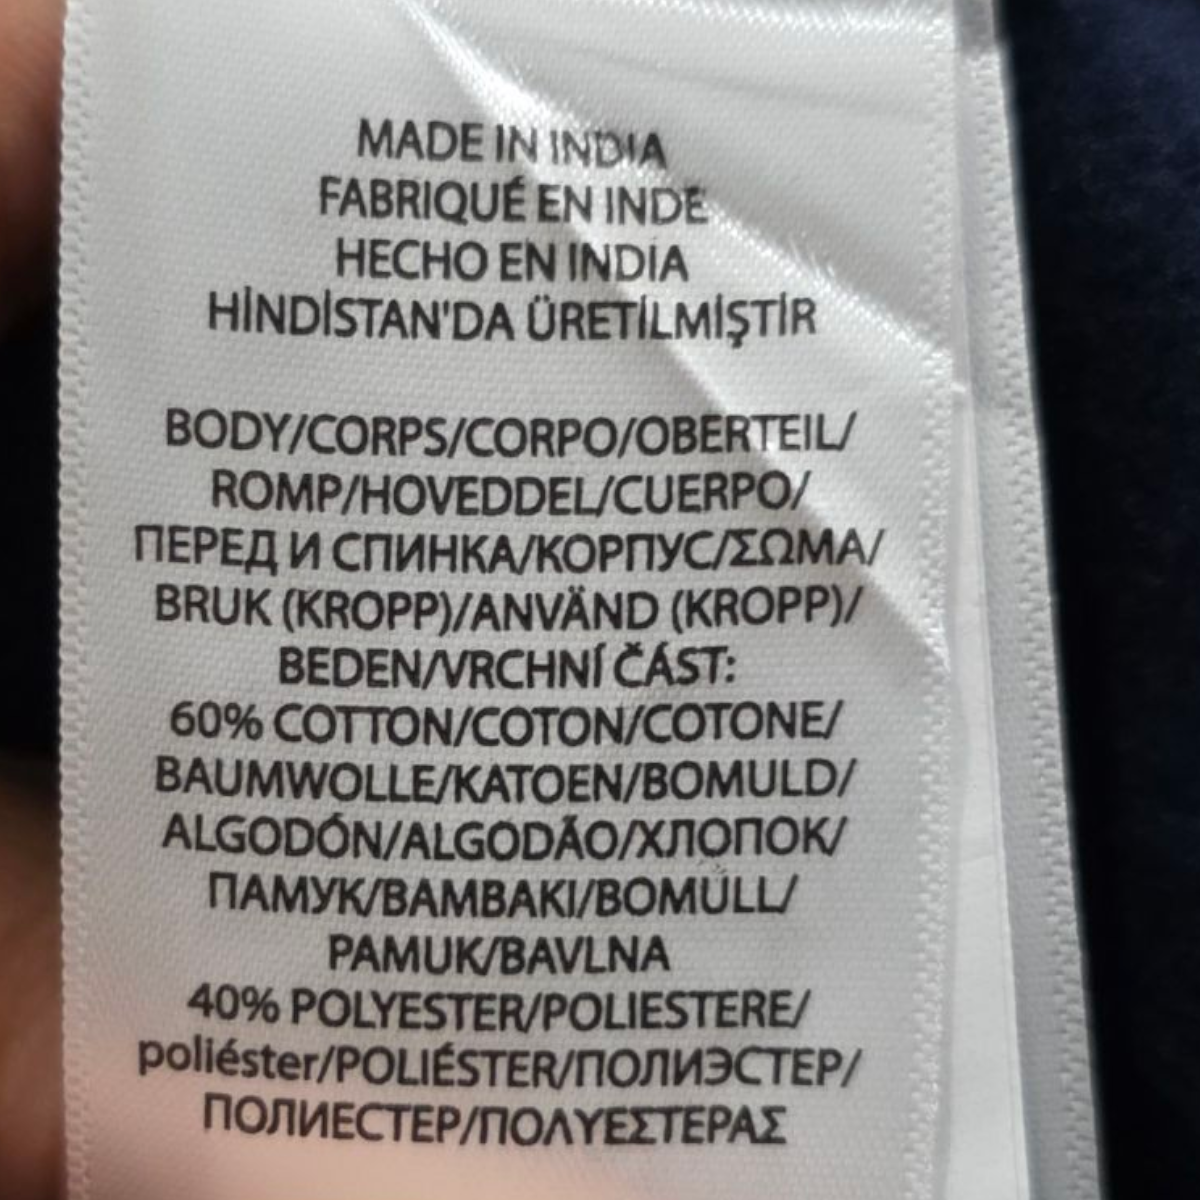 MADE IN INDIA
FABRIQUÉ EN INDE
HECHO EN INDIA
HİNDİSTAN'DA ÜRETİLMİŞTİR
BODY/CORPS/CORPO/OBERTEIL/
ROMP/HOVEDDEL/CUERPO/
ПЕРЕД И СПИНКА/КОРПУС/ΣΩΜΑ/
BRUK (KROPP)/ANVÄND (KROPP)/
BEDEN/VRCHNÍ ČÁST:
60% COTTON/COTON/COTONE/
BAUMWOLLE/KATOEN/BOMULD/
ALGODÓN/ALGODÃO/ХЛОПОК/
ПАМУК/ΒΑΜΒΑΚΙ/BOMULL/
PAMUK/BAVLNA
40% POLYESTER/POLIESTERE/
poliéster/POLIÉSTER/ПОЛИЭСТЕР/
ПОЛИЕСТЕР/ΠΟΛΥΕΣΤΕΡΑΣ